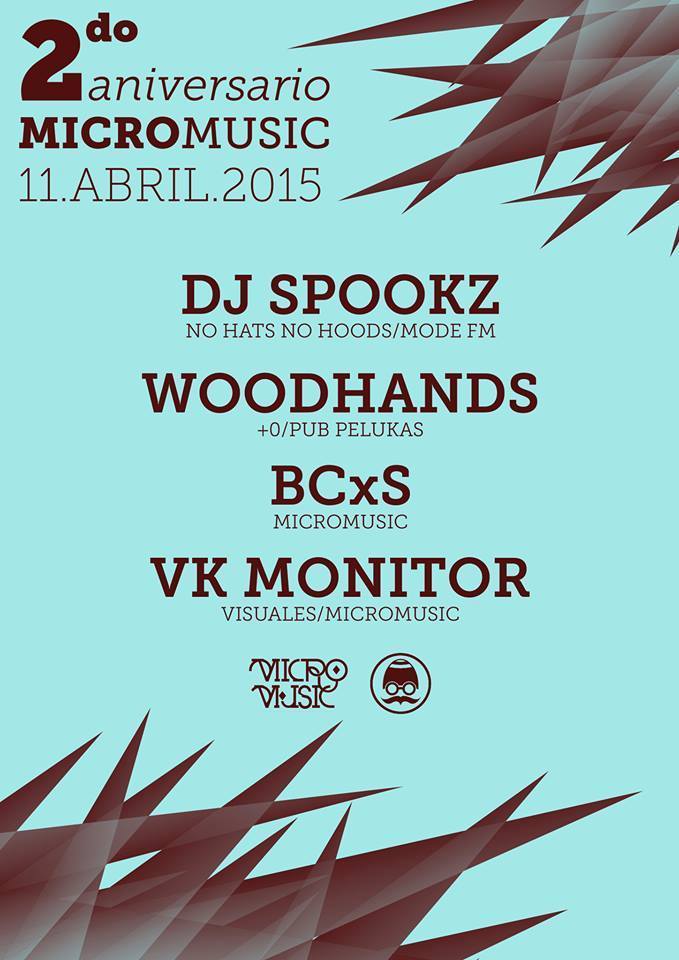 2do
aniversario
MICROMUSIC
11.ABRIL.2015
DJ SPOOKZ
NO HATS NO HOODS/MODE FM
WOODHANDS
+0/PUB PELUKAS
BCxS
MICROMUSIC
VK MONITOR
VISUALES/MICROMUSIC
MICRO
MUSIC